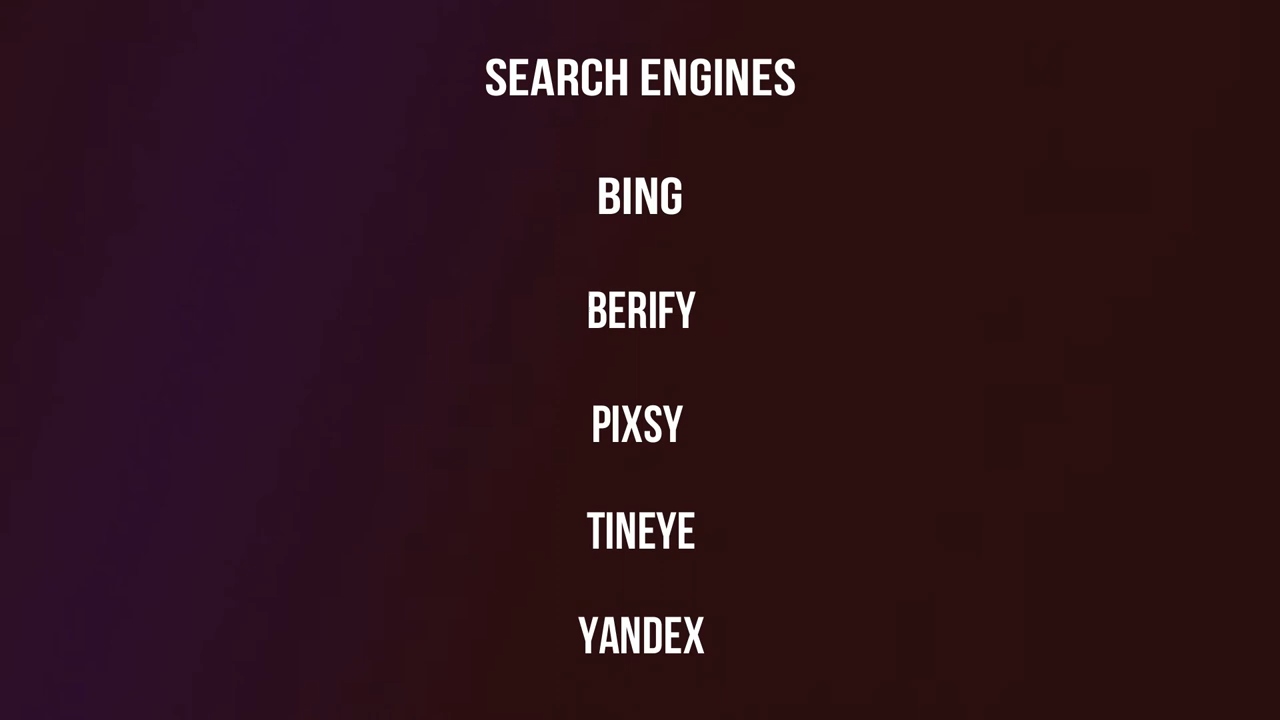 SEARCH ENGINES
BING
BERIFY
PIXSY
TINEYE
YANDEX